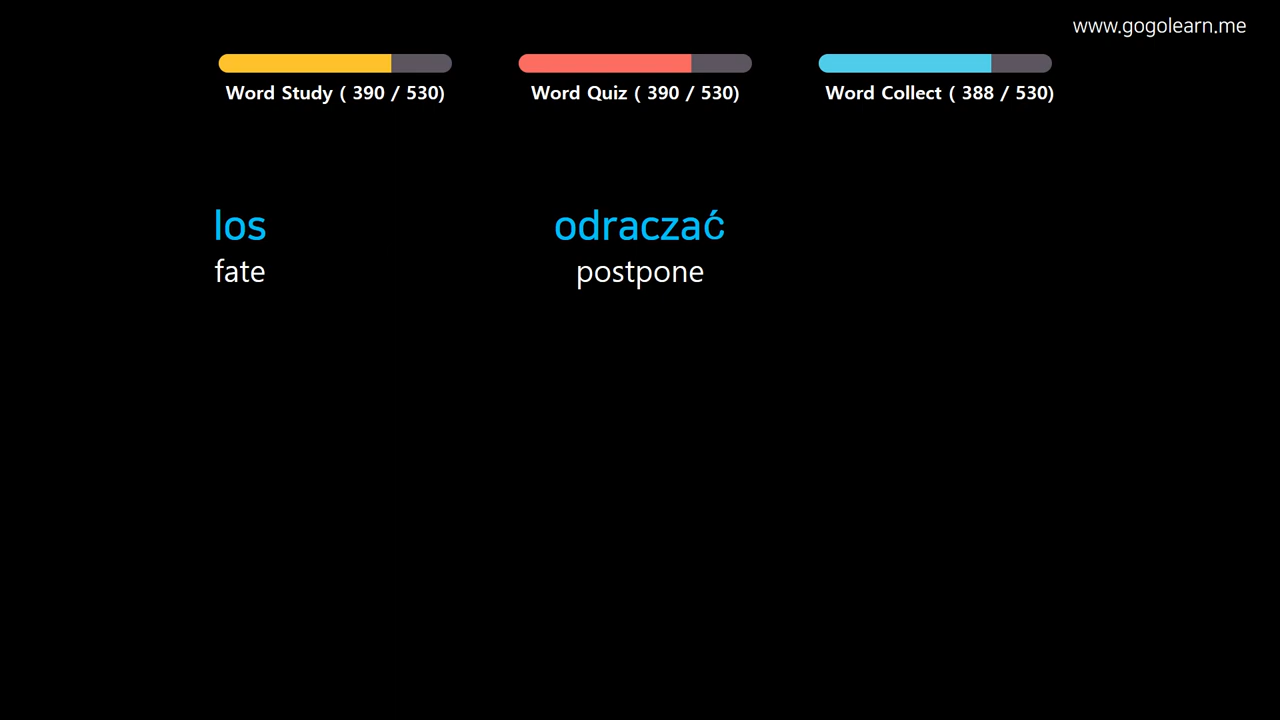 www.gogolearn.me
Word Study ( 390 / 530)
Word Quiz ( 390 / 530)
Word Collect ( 388 / 530)
los
fate
odraczać
postpone